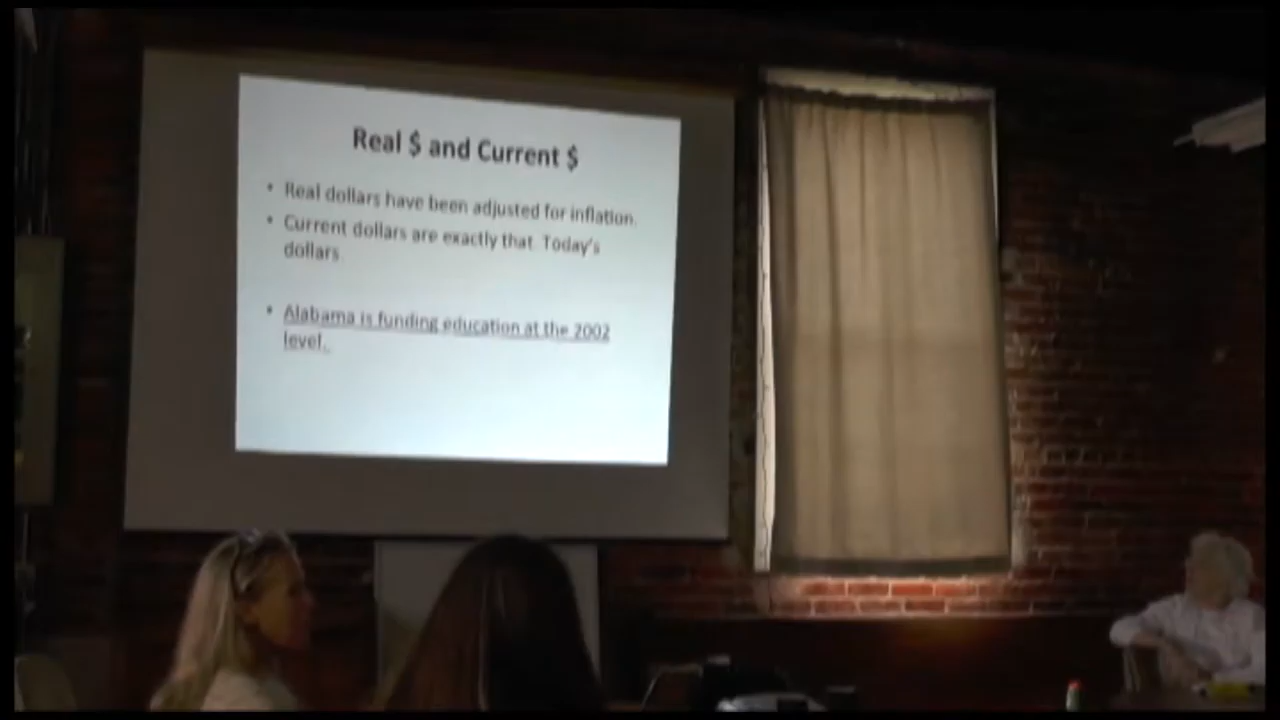 Real $ and Current $
• Real dollars have been adjusted for inflation.
• Current dollars are exactly that. Today's
dollars.
• Alabama is funding education at the 2002
level.